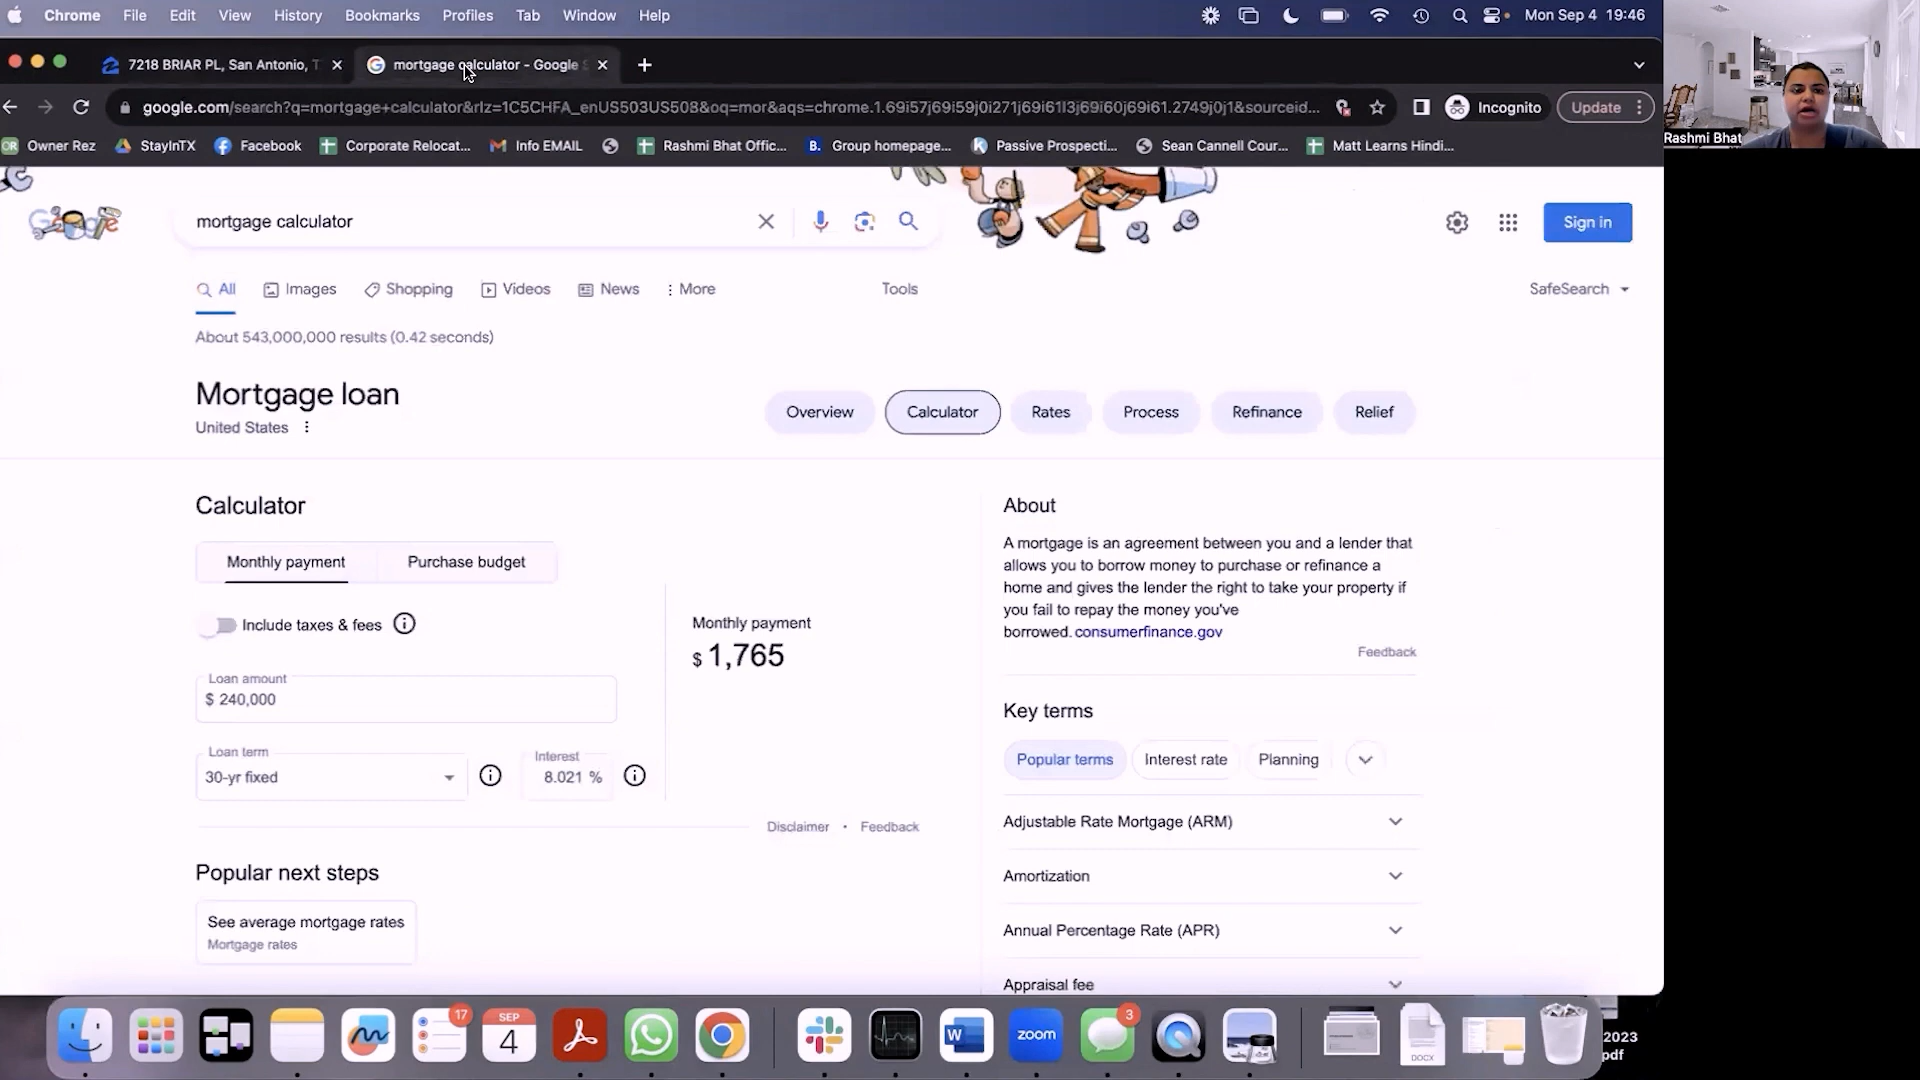 Chrome File Edit View History Bookmarks Profiles Tab Window Help Mon Sep 4 19:46
7218 BRIAR PL, San Antonio, T mortgage calculator - Google S
google.com/search?q=mortgage+calculator&rlz=1C5CHFA_enUS503US508&oq=mor&aqs=chrome.1.69i57j69i59j0i271j69i61l3j69i60j69i61.2749j0j1&sourceid... Incognito Update
OR Owner Rez StayInTX Facebook Corporate Relocat... Info EMAIL Rashmi Bhat Offic... B. Group homepage... Passive Prospecti... Sean Cannell Cour... Matt Learns Hindi...
Rashmi Bhat
Google
mortgage calculator
Sign in
All Images Shopping Videos News More Tools SafeSearch
About 543,000,000 results (0.42 seconds)
Mortgage loan
United States
Overview Calculator Rates Process Refinance Relief
Calculator
Monthly payment Purchase budget
Include taxes & fees
Loan amount
$ 240,000
Loan term
30-yr fixed
Interest
8.021 %
Monthly payment
$ 1,765
Disclaimer • Feedback
Popular next steps
See average mortgage rates
Mortgage rates
About
A mortgage is an agreement between you and a lender that
allows you to borrow money to purchase or refinance a
home and gives the lender the right to take your property if
you fail to repay the money you've
borrowed. consumerfinance.gov
Feedback
Key terms
Popular terms Interest rate Planning
Adjustable Rate Mortgage (ARM)
Amortization
Annual Percentage Rate (APR)
Appraisal fee
17
SEP
4
W
zoom
3
DOCX
2023
pdf